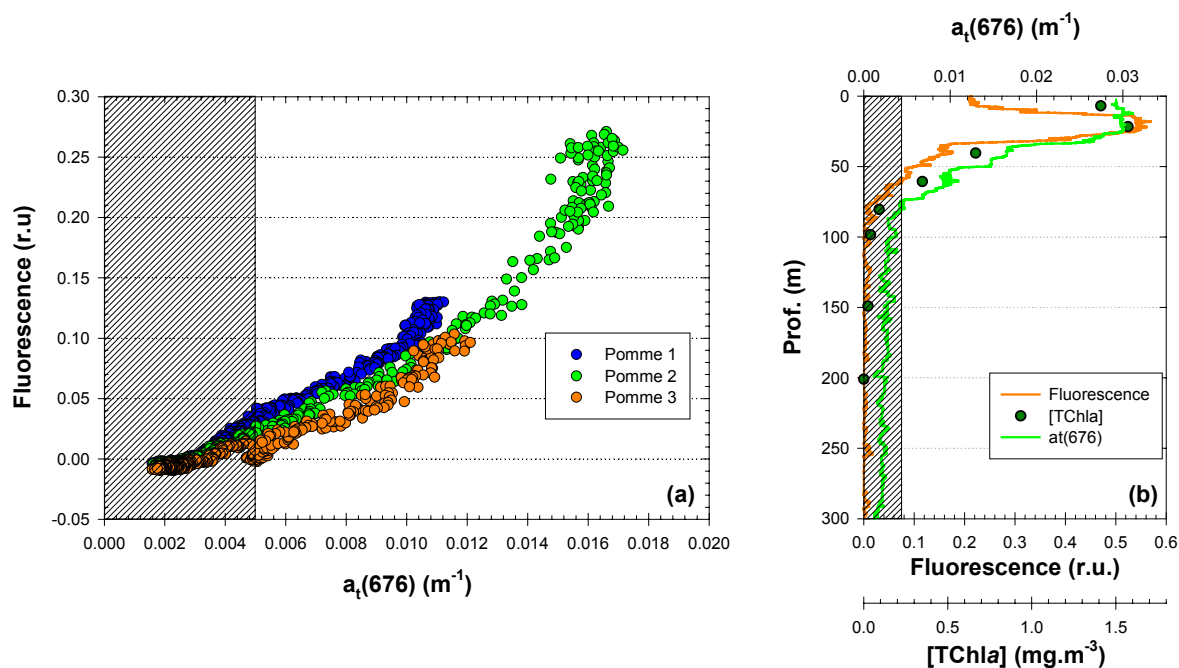 0.30
0.25
0.20
0.15
0.10
0.05
0.00
-0.05
Fluorescence (r.u)
0.000 0.002 0.004 0.006 0.008 0.010 0.012 0.014 0.016 0.018 0.020
a_t(676) (m⁻¹)
Pomme 1
Pomme 2
Pomme 3
(a)
a_t(676) (m⁻¹)
0.00 0.01 0.02 0.03
0
50
100
150
200
250
300
Prof. (m)
Fluorescence
[TChla]
at(676)
(b)
0.0 0.1 0.2 0.3 0.4 0.5 0.6
Fluorescence (r.u.)
0.0 0.5 1.0 1.5
[TChla] (mg.m⁻³)